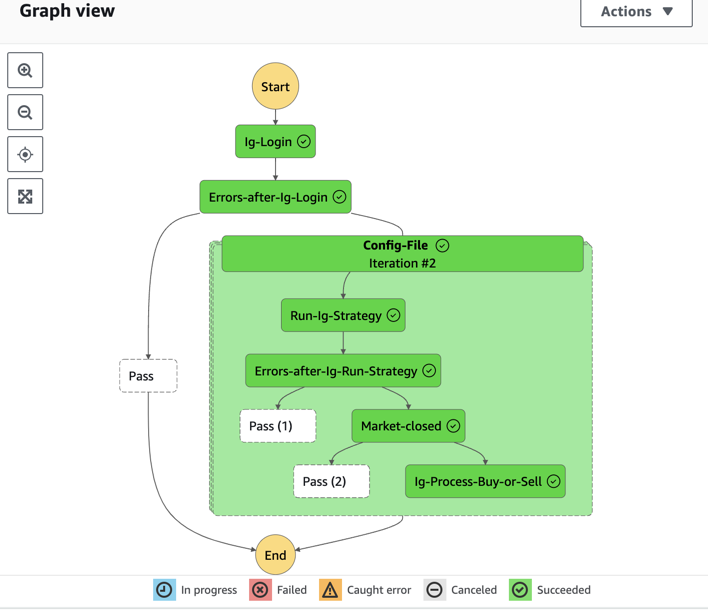 Graph view
Actions
Start
Ig-Login
Errors-after-Ig-Login
Config-File
Iteration #2
Run-Ig-Strategy
Errors-after-Ig-Run-Strategy
Pass
Pass (1)
Market-closed
Pass (2)
Ig-Process-Buy-or-Sell
End
In progress
Failed
Caught error
Canceled
Succeeded